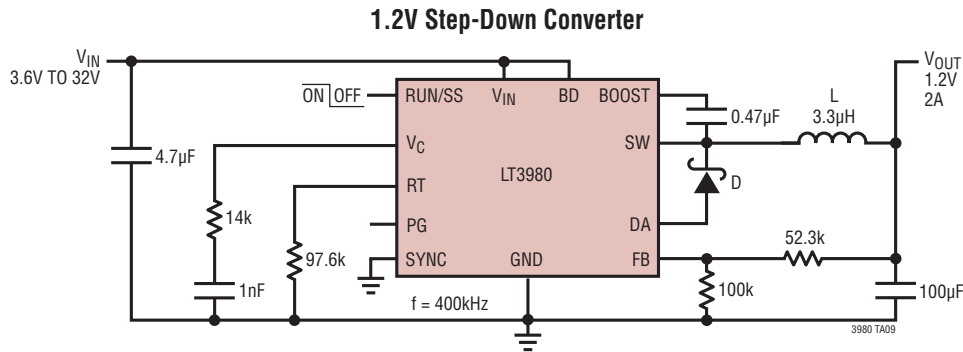 1.2V Step-Down Converter
VIN
3.6V TO 32V
VOUT
1.2V
2A
ON OFF
RUN/SS
VIN
BD
BOOST
0.47µF
L
3.3µH
4.7µF
VC
SW
LT3980
D
RT
14k
PG
DA
97.6k
52.3k
SYNC
GND
FB
1nF
f = 400kHz
100k
100µF
3980 TA09